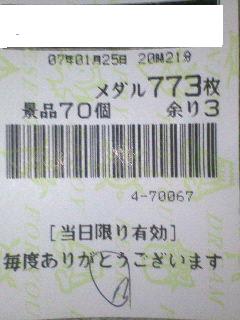 07年01月25日 20時21分
メダル773枚
景品70個 余り3
4-70067
[当日限り有効]
毎度ありがとうございます